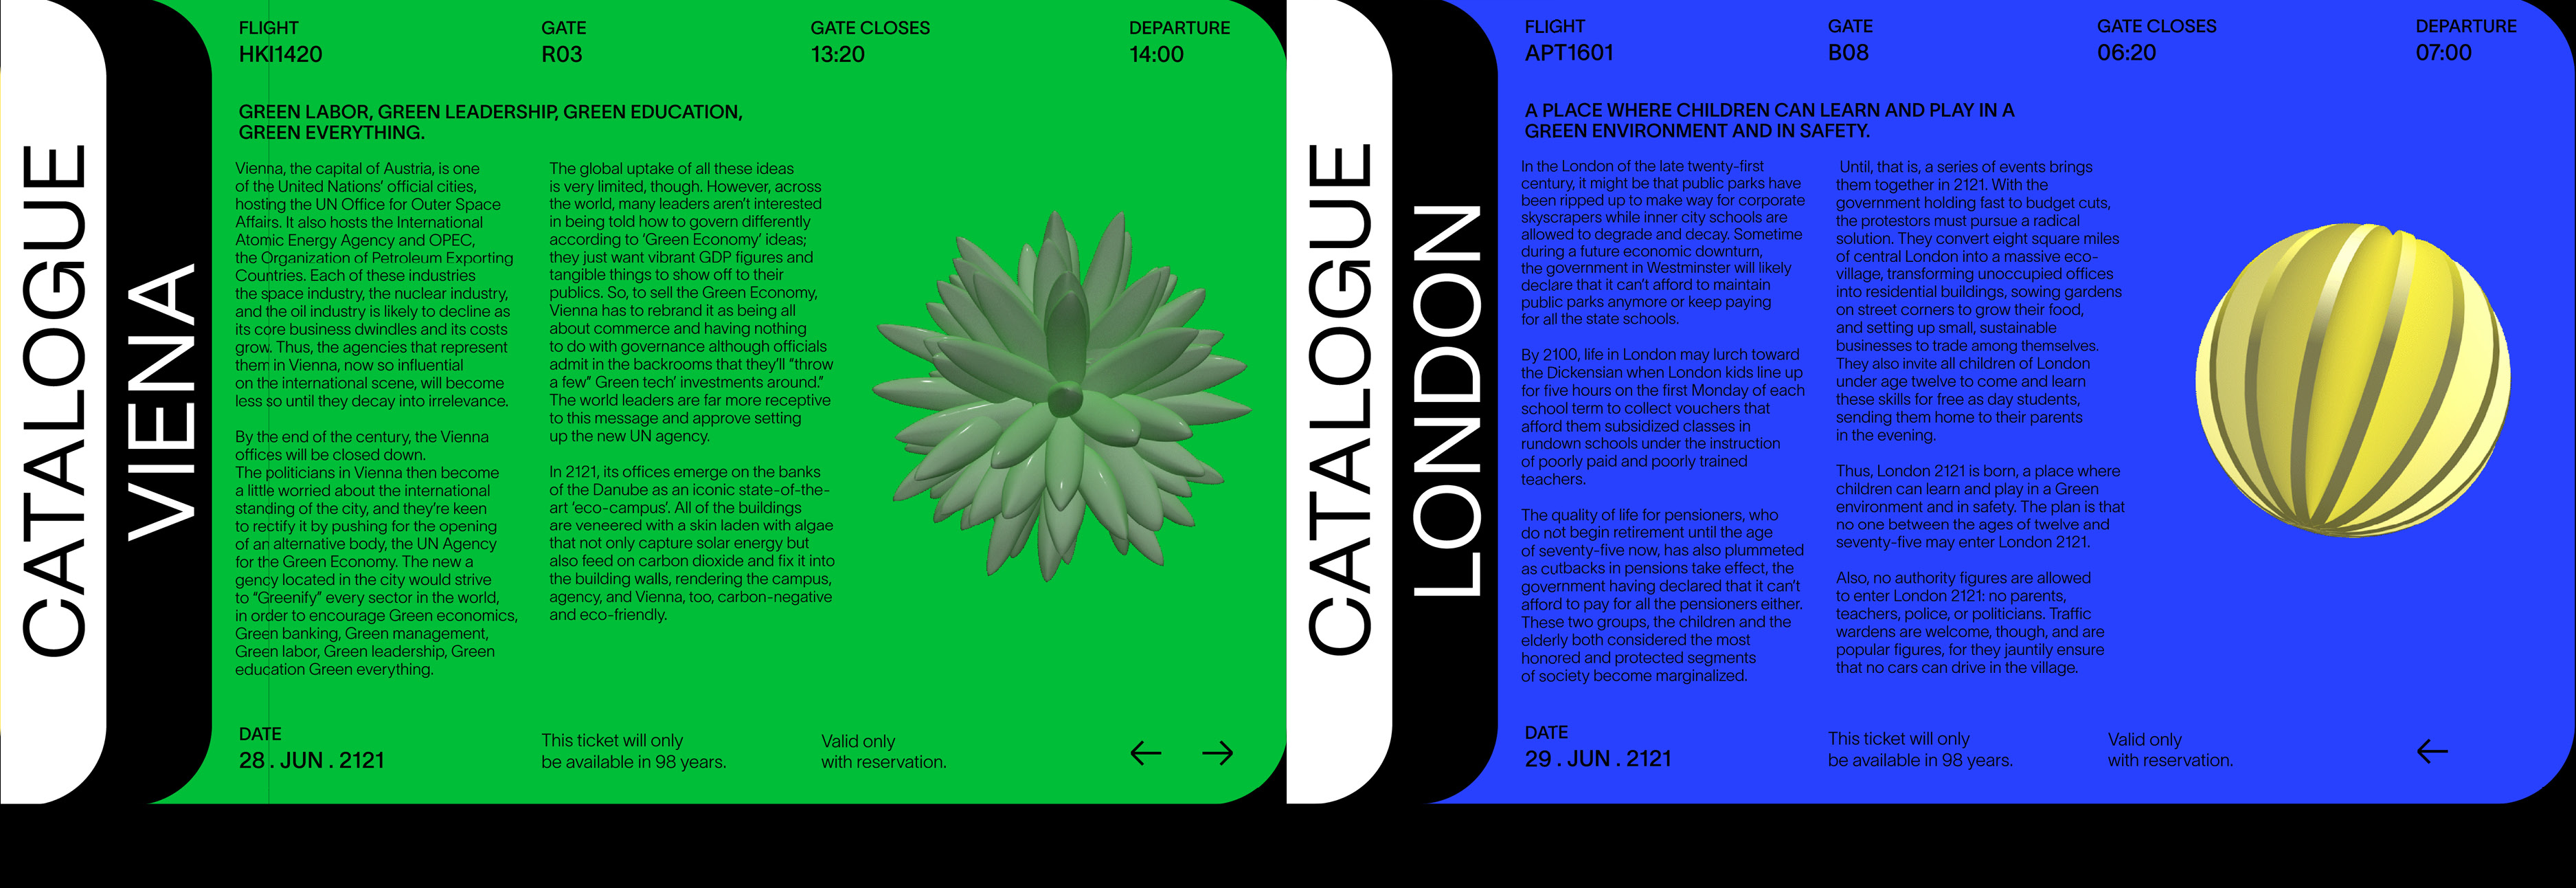 CATALOGUE
VIENA
FLIGHT
HKI1420
GATE
R03
GATE CLOSES
13:20
DEPARTURE
14:00
GREEN LABOR, GREEN LEADERSHIP, GREEN EDUCATION,
GREEN EVERYTHING.
Vienna, the capital of Austria, is one
of the United Nations’ official cities,
hosting the UN Office for Outer Space
Affairs. It also hosts the International
Atomic Energy Agency and OPEC,
the Organization of Petroleum Exporting
Countries. Each of these industries
the space industry, the nuclear industry,
and the oil industry is likely to decline as
its core business dwindles and its costs
grow. Thus, the agencies that represent
them in Vienna, now so influential
on the international scene, will become
less so until they decay into irrelevance.
By the end of the century, the Vienna
offices will be closed down.
The politicians in Vienna then become
a little worried about the international
standing of the city, and they’re keen
to rectify it by pushing for the opening
of an alternative body, the UN Agency
for the Green Economy. The new a
gency located in the city would strive
to “Greenify” every sector in the world,
in order to encourage Green economics,
Green banking, Green management,
Green labor, Green leadership, Green
education Green everything.
The global uptake of all these ideas
is very limited, though. However, across
the world, many leaders aren’t interested
in being told how to govern differently
according to ‘Green Economy’ ideas;
they just want vibrant GDP figures and
tangible things to show off to their
publics. So, to sell the Green Economy,
Vienna has to rebrand it as being all
about commerce and having nothing
to do with governance although officials
admit in the backrooms that they’ll “throw
a few” Green tech’ investments around.”
The world leaders are far more receptive
to this message and approve setting
up the new UN agency.
In 2121, its offices emerge on the banks
of the Danube as an iconic state-of-the-
art ‘eco-campus’. All of the buildings
are veneered with a skin laden with algae
that not only capture solar energy but
also feed on carbon dioxide and fix it into
the building walls, rendering the campus,
agency, and Vienna, too, carbon-negative
and eco-friendly.
DATE
28 . JUN . 2121
This ticket will only
be available in 98 years.
Valid only
with reservation.
CATALOGUE
LONDON
FLIGHT
APT1601
GATE
B08
GATE CLOSES
06:20
DEPARTURE
07:00
A PLACE WHERE CHILDREN CAN LEARN AND PLAY IN A
GREEN ENVIRONMENT AND IN SAFETY.
In the London of the late twenty-first
century, it might be that public parks have
been ripped up to make way for corporate
skyscrapers while inner city schools are
allowed to degrade and decay. Sometime
during a future economic downturn,
the government in Westminster will likely
declare that it can’t afford to maintain
public parks anymore or keep paying
for all the state schools.
By 2100, life in London may lurch toward
the Dickensian when London kids line up
for five hours on the first Monday of each
school term to collect vouchers that
afford them subsidized classes in
rundown schools under the instruction
of poorly paid and poorly trained
teachers.
The quality of life for pensioners, who
do not begin retirement until the age
of seventy-five now, has also plummeted
as cutbacks in pensions take effect, the
government having declared that it can’t
afford to pay for all the pensioners either.
These two groups, the children and the
elderly both considered the most
honored and protected segments
of society become marginalized.
Until, that is, a series of events brings
them together in 2121. With the
government holding fast to budget cuts,
the protestors must pursue a radical
solution. They convert eight square miles
of central London into a massive eco-
village, transforming unoccupied offices
into residential buildings, sowing gardens
on street corners to grow their food,
and setting up small, sustainable
businesses to trade among themselves.
They also invite all children of London
under age twelve to come and learn
these skills for free as day students,
sending them home to their parents
in the evening.
Thus, London 2121 is born, a place where
children can learn and play in a Green
environment and in safety. The plan is that
no one between the ages of twelve and
seventy-five may enter London 2121.
Also, no authority figures are allowed
to enter London 2121: no parents,
teachers, police, or politicians. Traffic
wardens are welcome, though, and are
popular figures, for they jauntily ensure
that no cars can drive in the village.
DATE
29 . JUN . 2121
This ticket will only
be available in 98 years.
Valid only
with reservation.